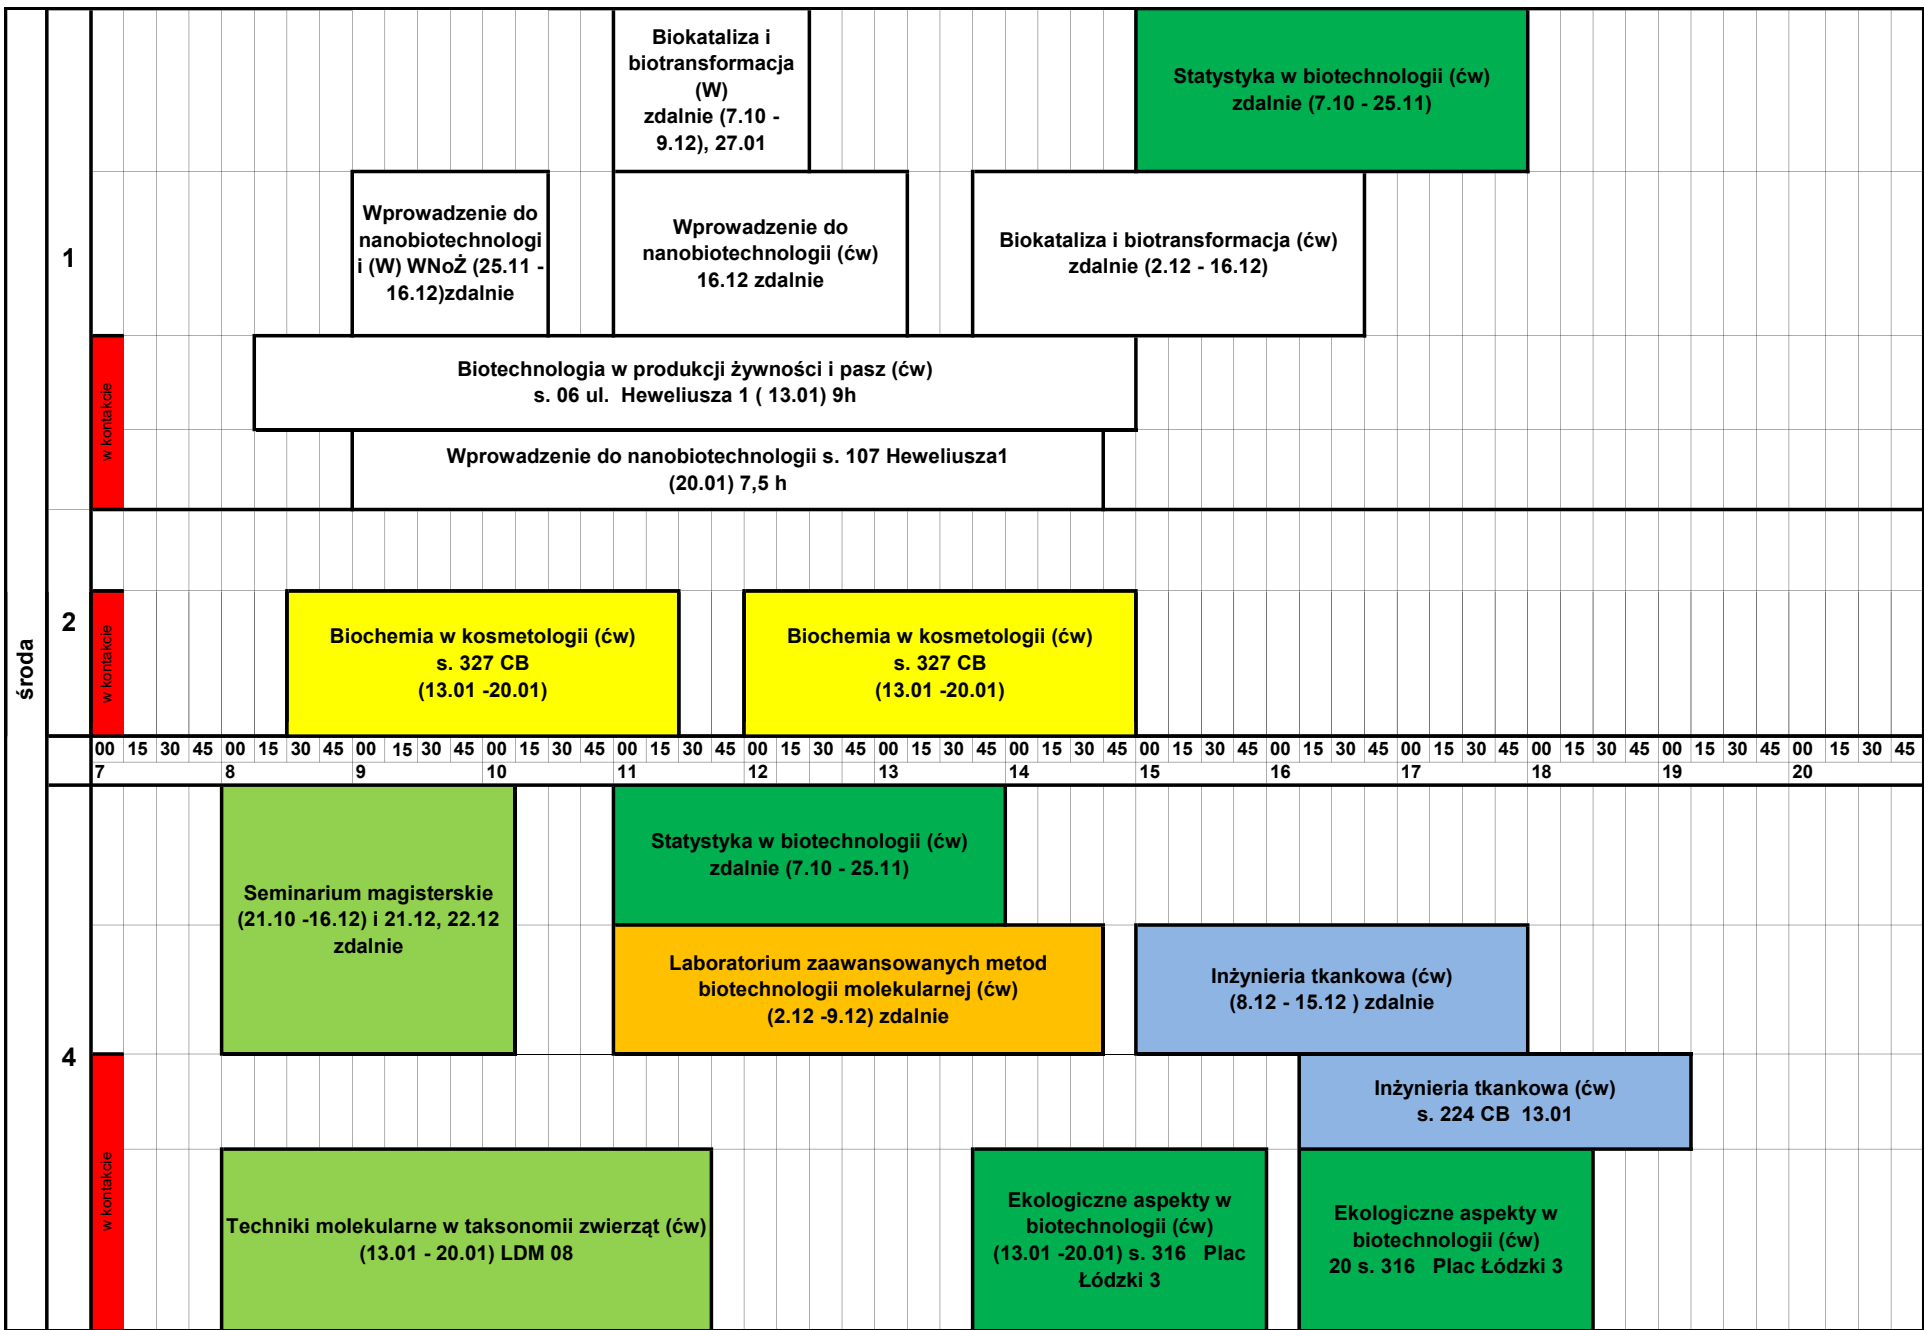 środa
1
Biokataliza i
biotransformacja
(W)
zdalnie (7.10 -
9.12), 27.01
Statystyka w biotechnologii (ćw)
zdalnie (7.10 - 25.11)
Wprowadzenie do
nanobiotechnologi
i (W) WNoŻ (25.11 -
16.12)zdalnie
Wprowadzenie do
nanobiotechnologii (ćw)
16.12 zdalnie
Biokataliza i biotransformacja (ćw)
zdalnie (2.12 - 16.12)
w kontakcie
Biotechnologia w produkcji żywności i pasz (ćw)
s. 06 ul.  Heweliusza 1 ( 13.01) 9h
Wprowadzenie do nanobiotechnologii s. 107 Heweliusza1
(20.01) 7,5 h
2
w kontakcie
Biochemia w kosmetologii (ćw)
s. 327 CB
(13.01 -20.01)
Biochemia w kosmetologii (ćw)
s. 327 CB
(13.01 -20.01)
00 15 30 45 00 15 30 45 00 15 30 45 00 15 30 45 00 15 30 45 00 15 30 45 00 15 30 45 00 15 30 45 00 15 30 45 00 15 30 45 00 15 30 45 00 15 30 45 00 15 30 45 00 15 30 45
7 8 9 10 11 12 13 14 15 16 17 18 19 20
4
Seminarium magisterskie
(21.10 -16.12) i 21.12, 22.12
zdalnie
Statystyka w biotechnologii (ćw)
zdalnie (7.10 - 25.11)
Laboratorium zaawansowanych metod
biotechnologii molekularnej (ćw)
(2.12 -9.12) zdalnie
Inżynieria tkankowa (ćw)
(8.12 - 15.12 ) zdalnie
w kontakcie
Inżynieria tkankowa (ćw)
s. 224 CB  13.01
Techniki molekularne w taksonomii zwierząt (ćw)
(13.01 - 20.01) LDM 08
Ekologiczne aspekty w
biotechnologii (ćw)
(13.01 -20.01) s. 316   Plac
Łódzki 3
Ekologiczne aspekty w
biotechnologii (ćw)
20 s. 316   Plac Łódzki 3